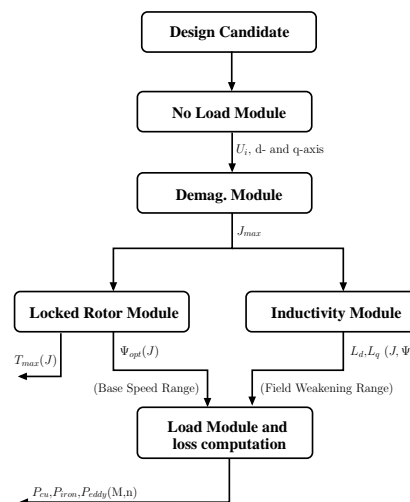 Design Candidate
No Load Module
U_i, d- and q-axis
Demag. Module
J_max
Locked Rotor Module
Inductivity Module
T_max(J)
Ψ_opt(J)
L_d,L_q (J, Ψ
(Base Speed Range)
(Field Weakening Range)
Load Module and
loss computation
P_cu,P_iron,P_eddy(M,n)